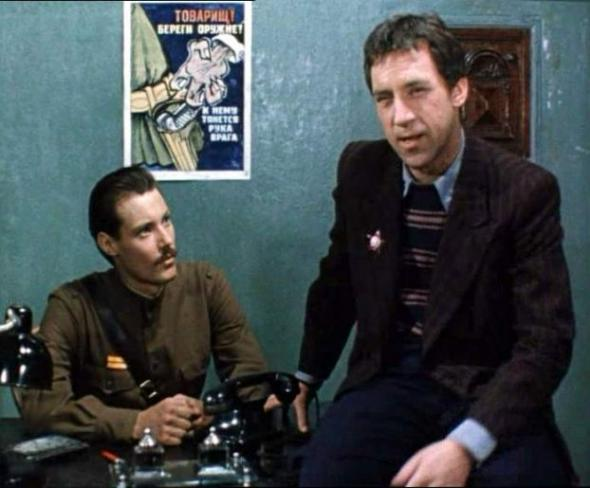 ТОВАРИЩ!
БЕРЕГИ ОРУЖИЕ!
К НЕМУ
ТЯНЕТСЯ
РУКА
ВРАГА